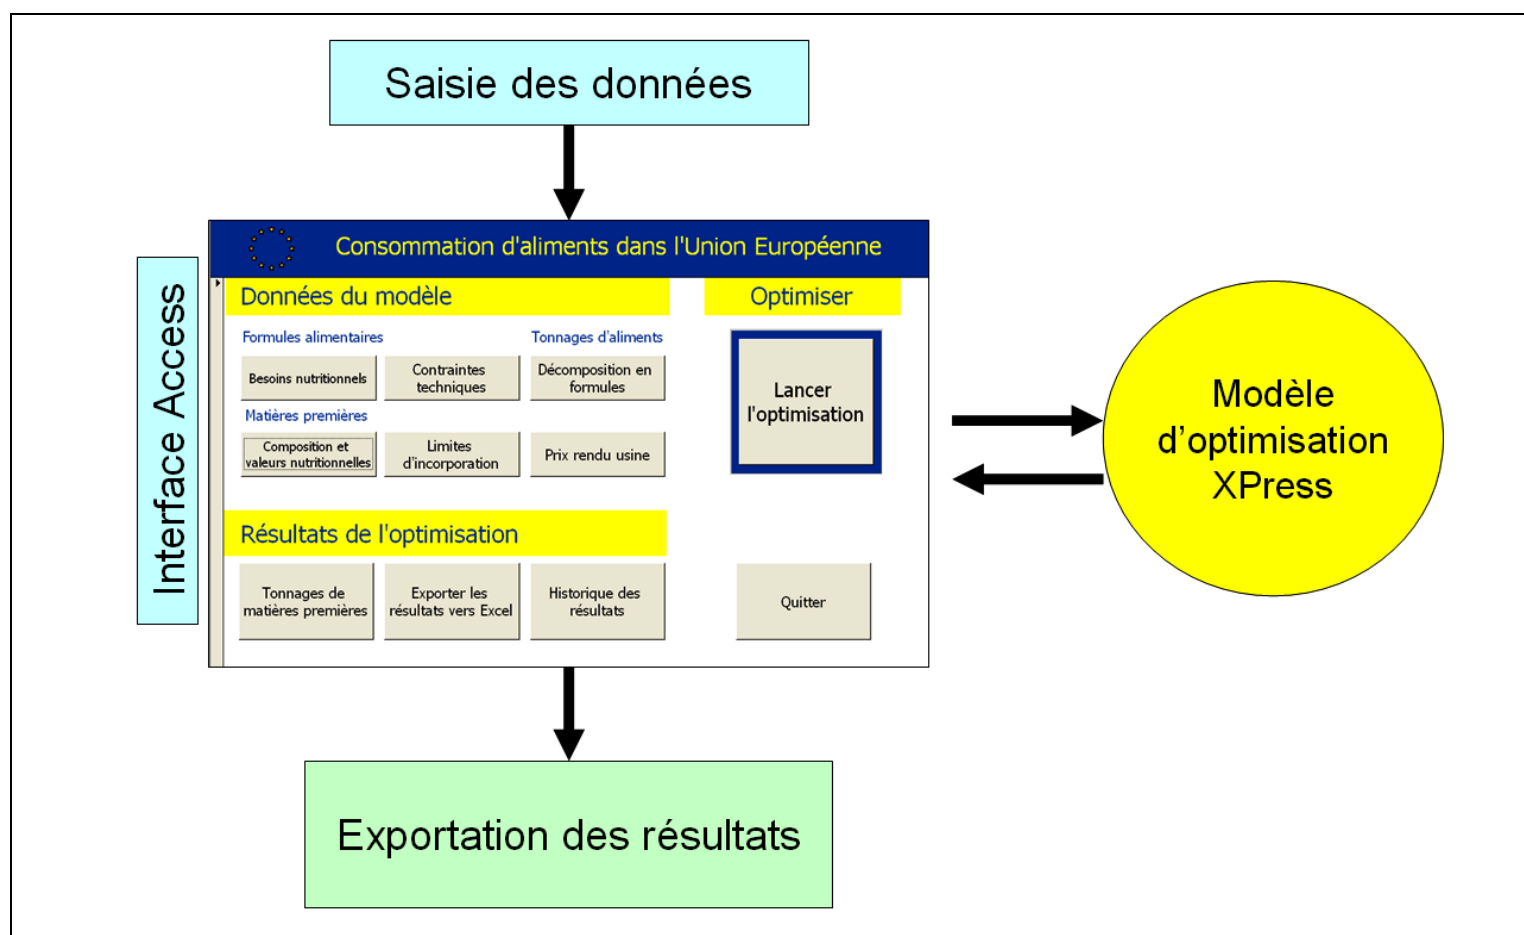 Saisie des données
Interface Access
Consommation d'aliments dans l'Union Européenne
Données du modèle
Optimiser
Formules alimentaires
Tonnages d'aliments
Besoins nutritionnels
Contraintes
techniques
Décomposition en
formules
Matières premières
Composition et
valeurs nutritionnelles
Limites
d'incorporation
Prix rendu usine
Lancer
l'optimisation
Modèle
d’optimisation
XPress
Résultats de l'optimisation
Tonnages de
matières premières
Exporter les
résultats vers Excel
Historique des
résultats
Quitter
Exportation des résultats